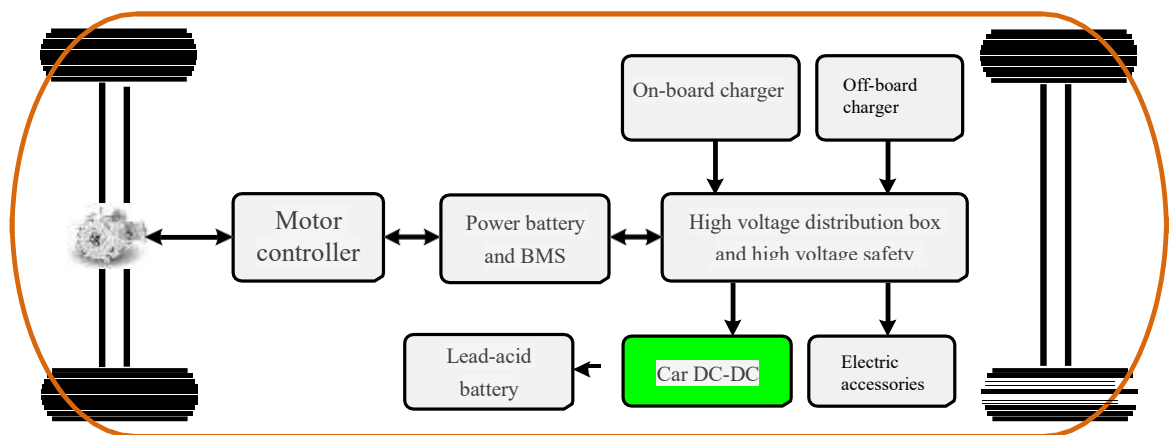 On-board charger
Off-board
charger
Motor
controller
Power battery
and BMS
High voltage distribution box
and high voltage safety
Lead-acid
battery
Car DC-DC
Electric
accessories